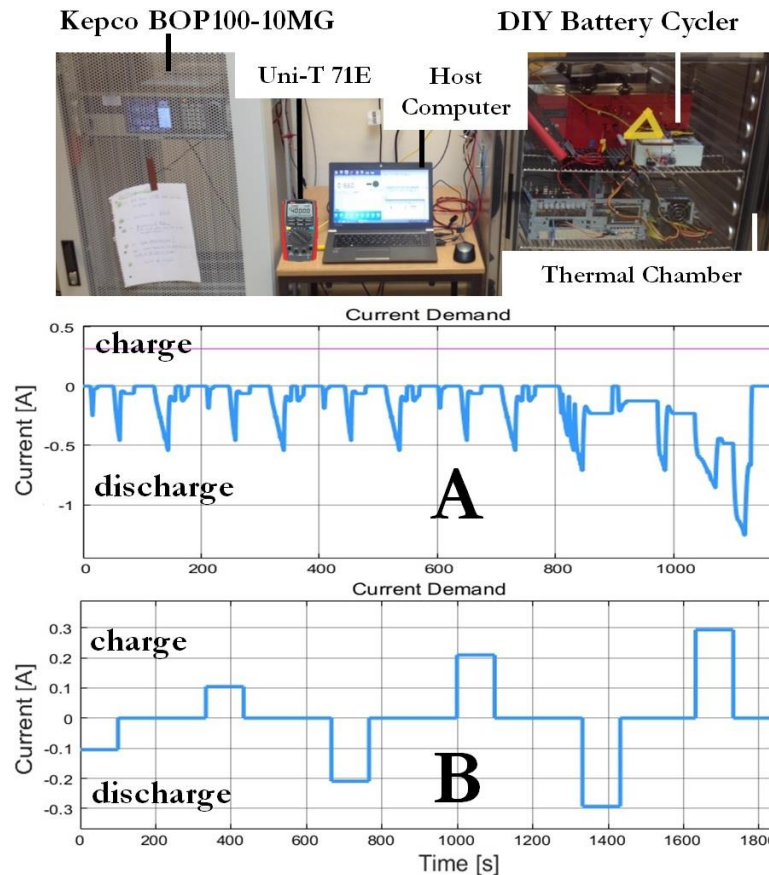 Kepco BOP100-10MG
DIY Battery Cycler
Uni-T 71E
Host
Computer
Thermal Chamber
Current Demand
charge
discharge
A
Current [A]
0.5
0
-0.5
-1
0 200 400 600 800 1000
Current Demand
charge
discharge
B
Current [A]
0.3
0.2
0.1
0
-0.1
-0.2
-0.3
0 200 400 600 800 1000 1200 1400 1600 1800
Time [s]